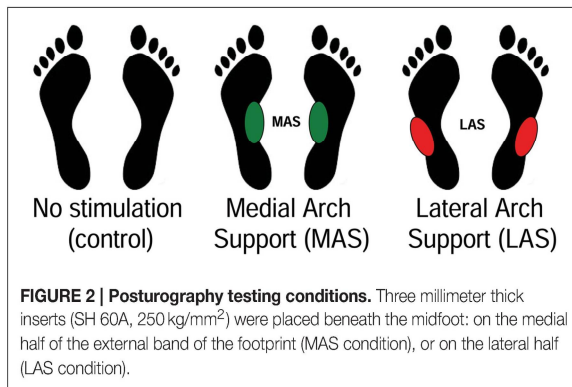 MAS
LAS
No stimulation
(control)
Medial Arch
Support (MAS)
Lateral Arch
Support (LAS)
FIGURE 2 | Posturography testing conditions. Three millimeter thick
inserts (SH 60A, 250 kg/mm²) were placed beneath the midfoot: on the medial
half of the external band of the footprint (MAS condition), or on the lateral half
(LAS condition).